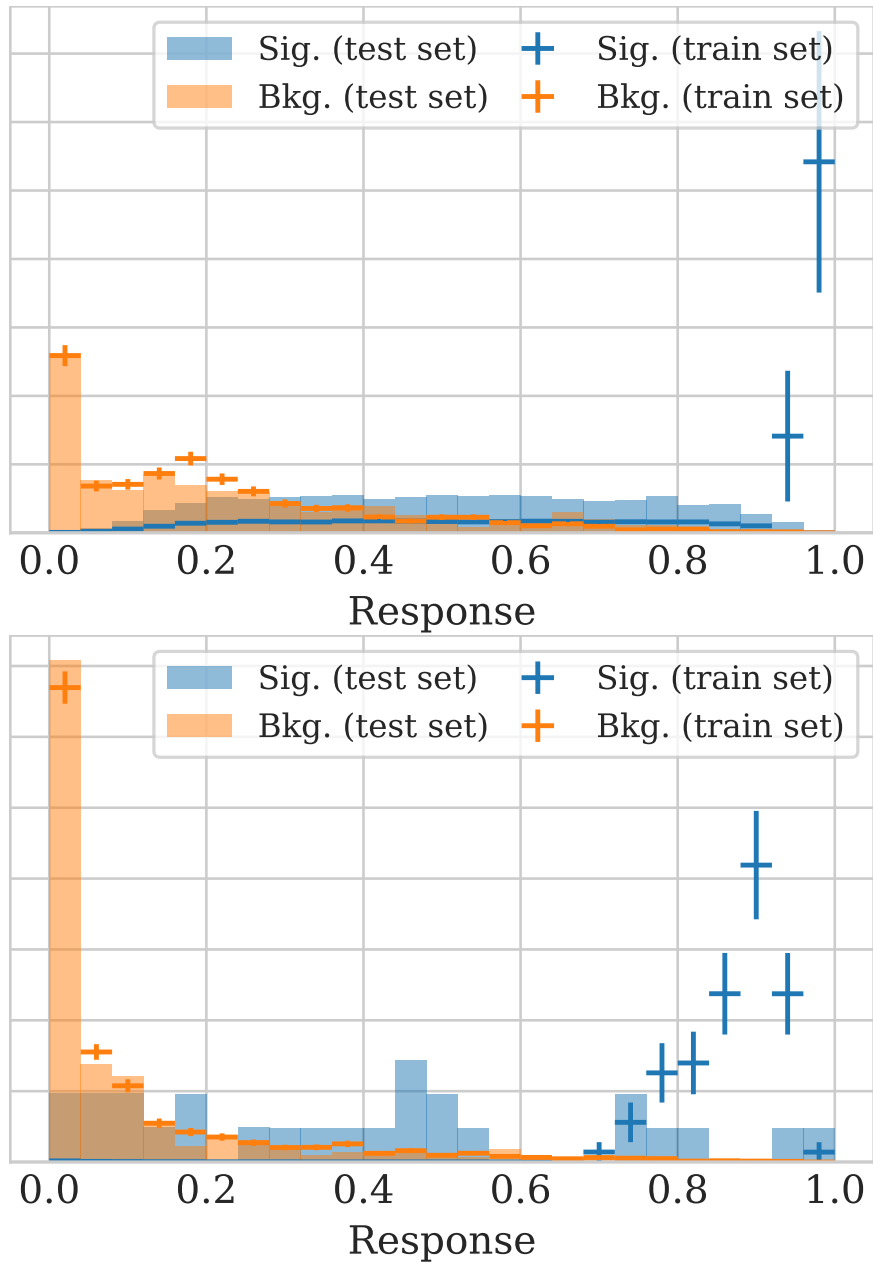 Sig. (test set) Sig. (train set)
Bkg. (test set) Bkg. (train set)
0.0 0.2 0.4 0.6 0.8 1.0
Response
Sig. (test set) Sig. (train set)
Bkg. (test set) Bkg. (train set)
0.0 0.2 0.4 0.6 0.8 1.0
Response